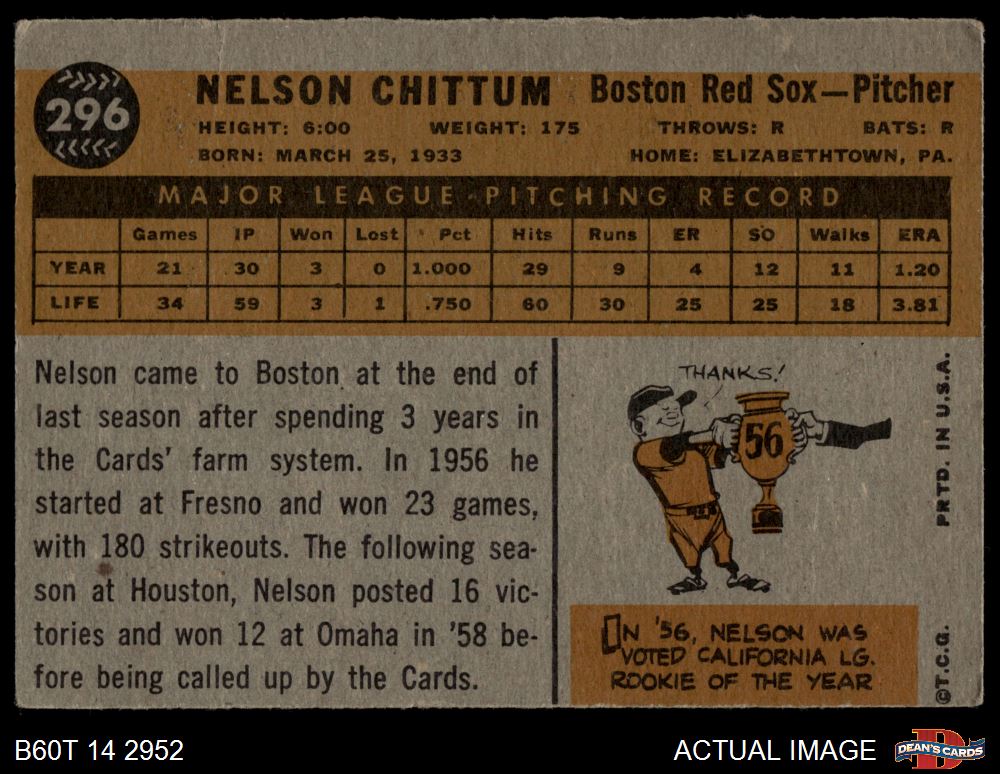 296
NELSON CHITTUM Boston Red Sox—Pitcher
HEIGHT: 6:00 WEIGHT: 175 THROWS: R BATS: R
BORN: MARCH 25, 1933 HOME: ELIZABETHTOWN, PA.
MAJOR LEAGUE PITCHING RECORD
Games IP Won Lost Pct Hits Runs ER SO Walks ERA
YEAR 21 30 3 0 1.000 29 9 4 12 11 1.20
LIFE 34 59 3 1 .750 60 30 25 25 18 3.81
Nelson came to Boston at the end of
last season after spending 3 years in
the Cards' farm system. In 1956 he
started at Fresno and won 23 games,
with 180 strikeouts. The following sea-
son at Houston, Nelson posted 16 vic-
tories and won 12 at Omaha in '58 be-
fore being called up by the Cards.
THANKS!
56
IN '56, NELSON WAS
VOTED CALIFORNIA LG.
ROOKIE OF THE YEAR
©T.C.G. PRTD. IN U.S.A.
B60T 14 2952
ACTUAL IMAGE
D
DEAN'S CARDS